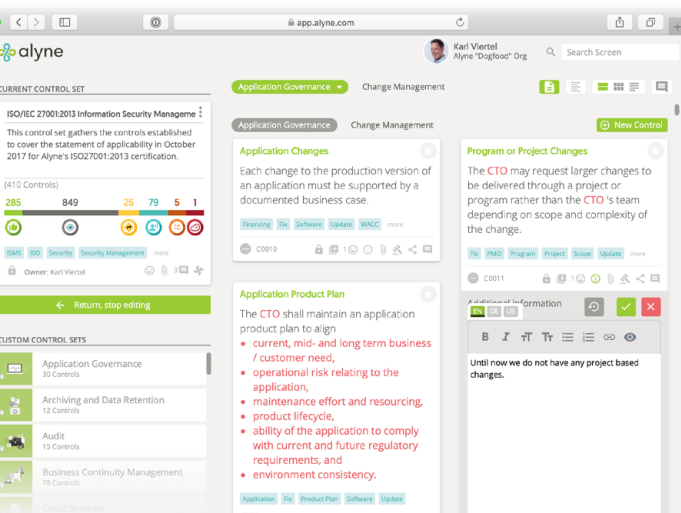 app.alyne.com
alyne
Karl Viertel
Alyne "Dogfood" Org
Search Screen
CURRENT CONTROL SET
ISO/IEC 27001:2013 Information Security Manageme
This control set gathers the controls established
to cover the statement of applicability in October
2017 for Alyne's ISO27001:2013 certification.
(410 Controls)
285 849 25 79 5 1
ISMS ISO Security Security Management more
Owner: Karl Viertel
3
← Return, stop editing
CUSTOM CONTROL SETS
Application Governance
30 Controls
Archiving and Data Retention
12 Controls
Audit
15 Controls
Business Continuity Management
7 Controls
Cloud Services
Application Governance Change Management
Application Governance Change Management
New Control
Application Changes
Each change to the production version of
an application must be supported by a
documented business case.
Financing Fix Software Update WACC more
C0010 1
Application Product Plan
The CTO shall maintain an application
product plan to align
• current, mid- and long term business
/ customer need,
• operational risk relating to the
application,
• maintenance effort and resourcing,
• product lifecycle,
• ability of the application to comply
with current and future regulatory
requirements, and
• environment consistency.
Application Fix Product Plan Software Update
Program or Project Changes
The CTO may request larger changes to
be delivered through a project or
program rather than the CTO 's team
depending on scope and complexity of
the change.
Fix PMO Program Project Scope Update more
C0011 1
Additional Information
EN DE US
B I TT Tr
Until now we do not have any project based
changes.